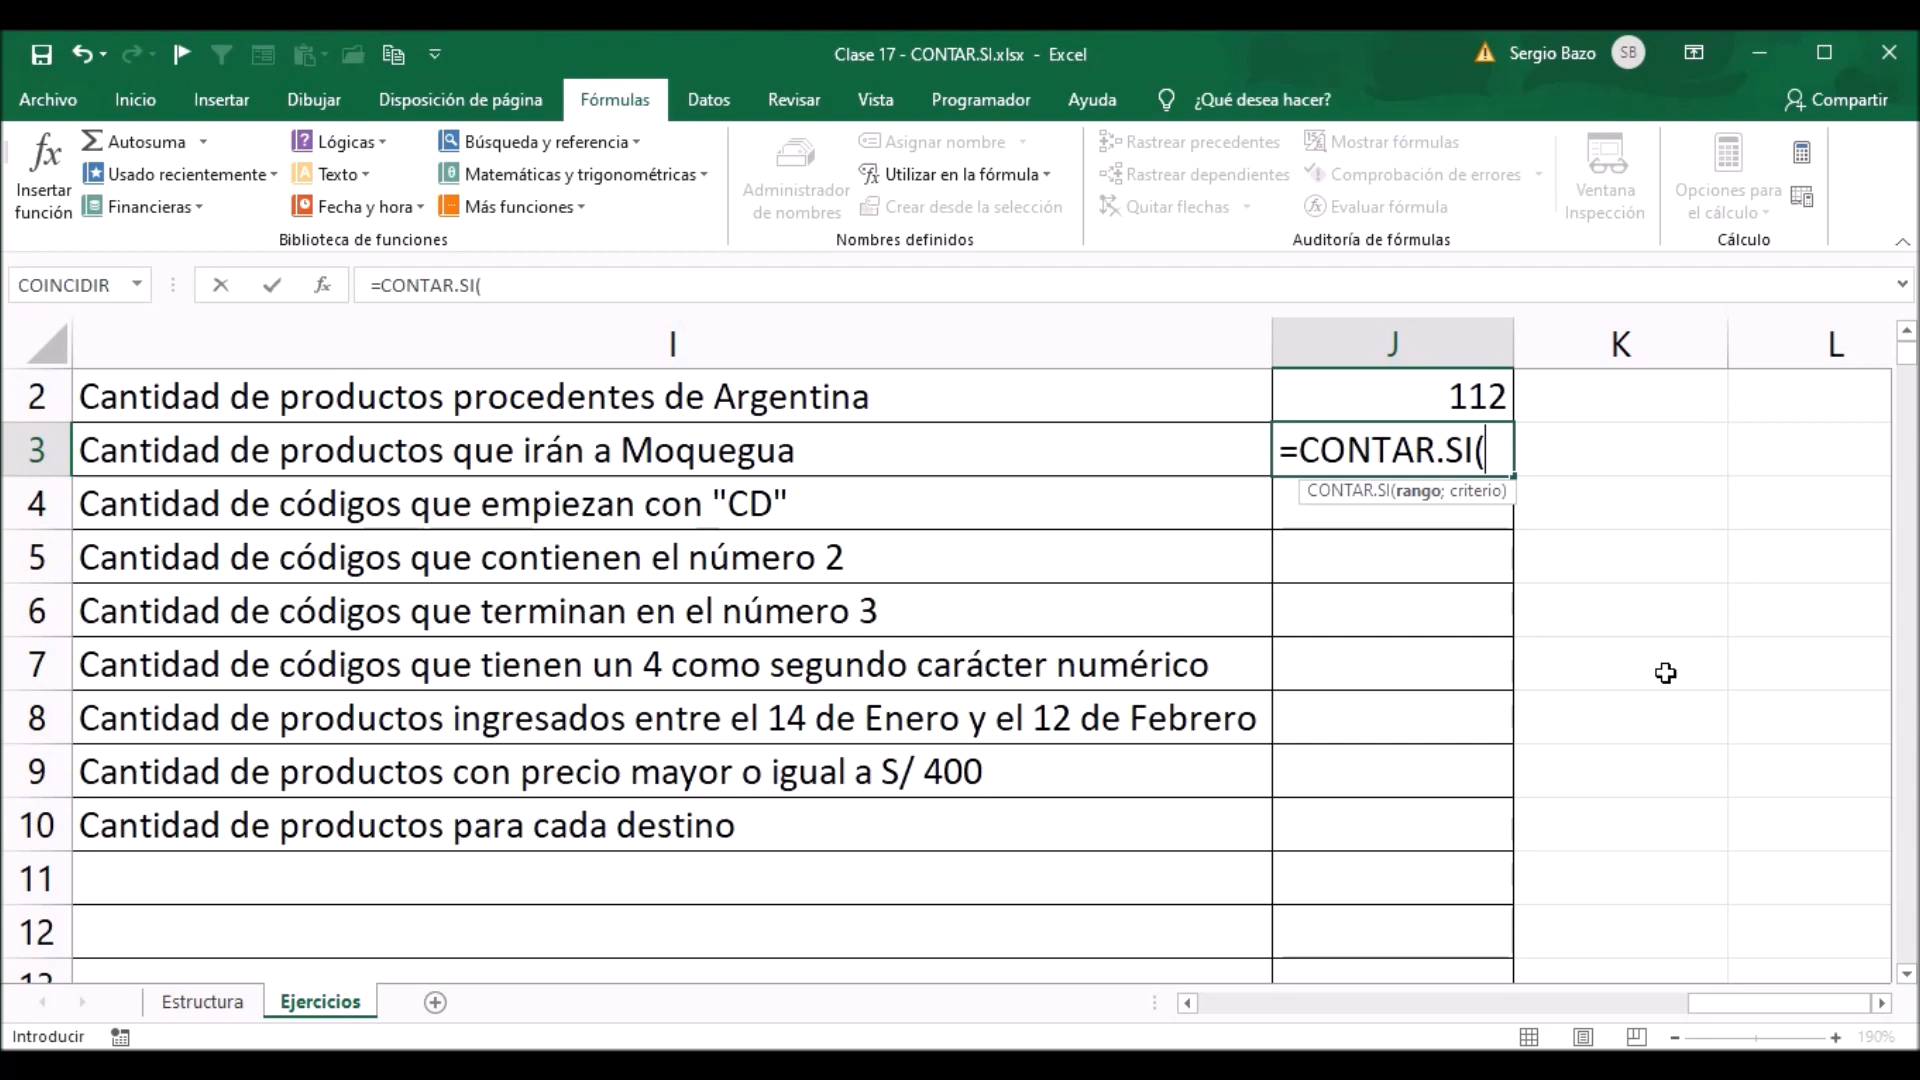 Clase 17 - CONTAR.SI.xlsx - Excel
Sergio Bazo
SB
Archivo Inicio Insertar Dibujar Disposición de página Fórmulas Datos Revisar Vista Programador Ayuda ¿Qué desea hacer? Compartir
fx Insertar función
Autosuma
Usado recientemente
Financieras
Lógicas
Texto
Fecha y hora
Búsqueda y referencia
Matemáticas y trigonométricas
Más funciones
Biblioteca de funciones
Administrador de nombres
Asignar nombre
Utilizar en la fórmula
Crear desde la selección
Nombres definidos
Rastrear precedentes
Rastrear dependientes
Quitar flechas
Mostrar fórmulas
Comprobación de errores
Evaluar fórmula
Auditoría de fórmulas
Ventana Inspección
Opciones para el cálculo
Cálculo
COINCIDIR fx =CONTAR.SI(
I J K L
2 Cantidad de productos procedentes de Argentina 112
3 Cantidad de productos que irán a Moquegua =CONTAR.SI(
CONTAR.SI(rango; criterio)
4 Cantidad de códigos que empiezan con "CD"
5 Cantidad de códigos que contienen el número 2
6 Cantidad de códigos que terminan en el número 3
7 Cantidad de códigos que tienen un 4 como segundo carácter numérico
8 Cantidad de productos ingresados entre el 14 de Enero y el 12 de Febrero
9 Cantidad de productos con precio mayor o igual a S/ 400
10 Cantidad de productos para cada destino
11
12
Estructura Ejercicios
Introducir
190%